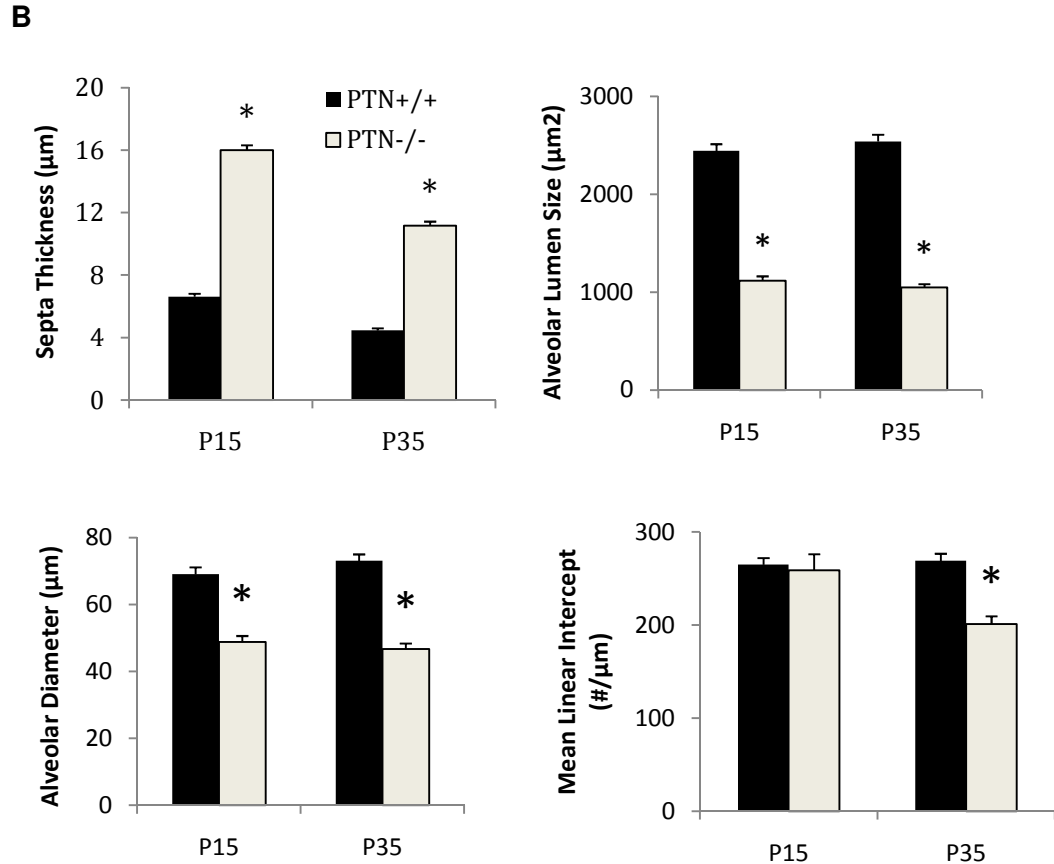 B
Septa Thickness (μm)
20
16
12
8
4
0
*
*
PTN+/+
PTN-/-
P15
P35
Alveolar Lumen Size (μm2)
3000
2000
1000
0
*
*
P15
P35
Alveolar Diameter (μm)
80
60
40
20
0
*
*
P15
P35
Mean Linear Intercept
(#/μm)
300
200
100
0
*
P15
P35